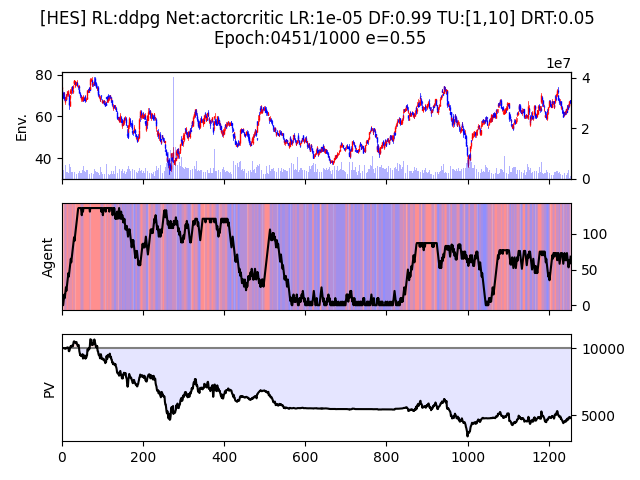 [HES] RL:ddpg Net:actorcritic LR:1e-05 DF:0.99 TU:[1,10] DRT:0.05
Epoch:0451/1000 e=0.55
1e7
80
60
40
Env.
4
2
0
Agent
100
50
0
PV
10000
5000
0 200 400 600 800 1000 1200